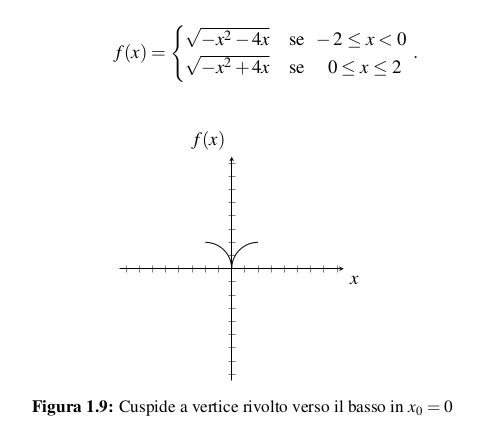 f(x) = { √(−x² − 4x) se −2 ≤ x < 0
√(−x² + 4x) se 0 ≤ x ≤ 2 .
f(x)
x
Figura 1.9: Cuspide a vertice rivolto verso il basso in x₀ = 0